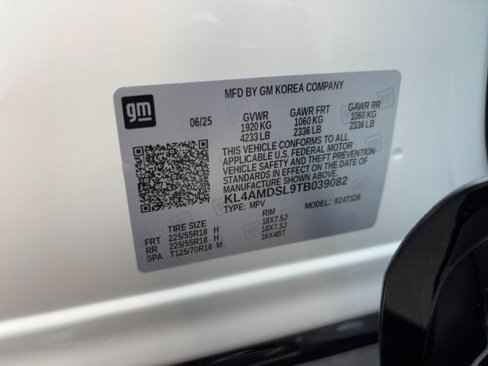 MFD BY GM KOREA COMPANY
gm
06/25 GVWR GAWR FRT GAWR RR
1920 KG 1060 KG 1060 KG
4233 LB 2336 LB 2336 LB
THIS VEHICLE CONFORMS TO ALL
APPLICABLE U.S. FEDERAL MOTOR
VEHICLE SAFETY AND THEFT PREVENTION
STANDARDS IN EFFECT ON THE DATE OF
MANUFACTURE SHOWN ABOVE.
KL4AMDSL9TB039082
TYPE: MPV MODEL: 924TS26
TIRE SIZE RIM
FRT 225/55R18 H 18X7.5J
RR 225/55R18 H 18X7.5J
SPA T125/70R16 M 16X4BT